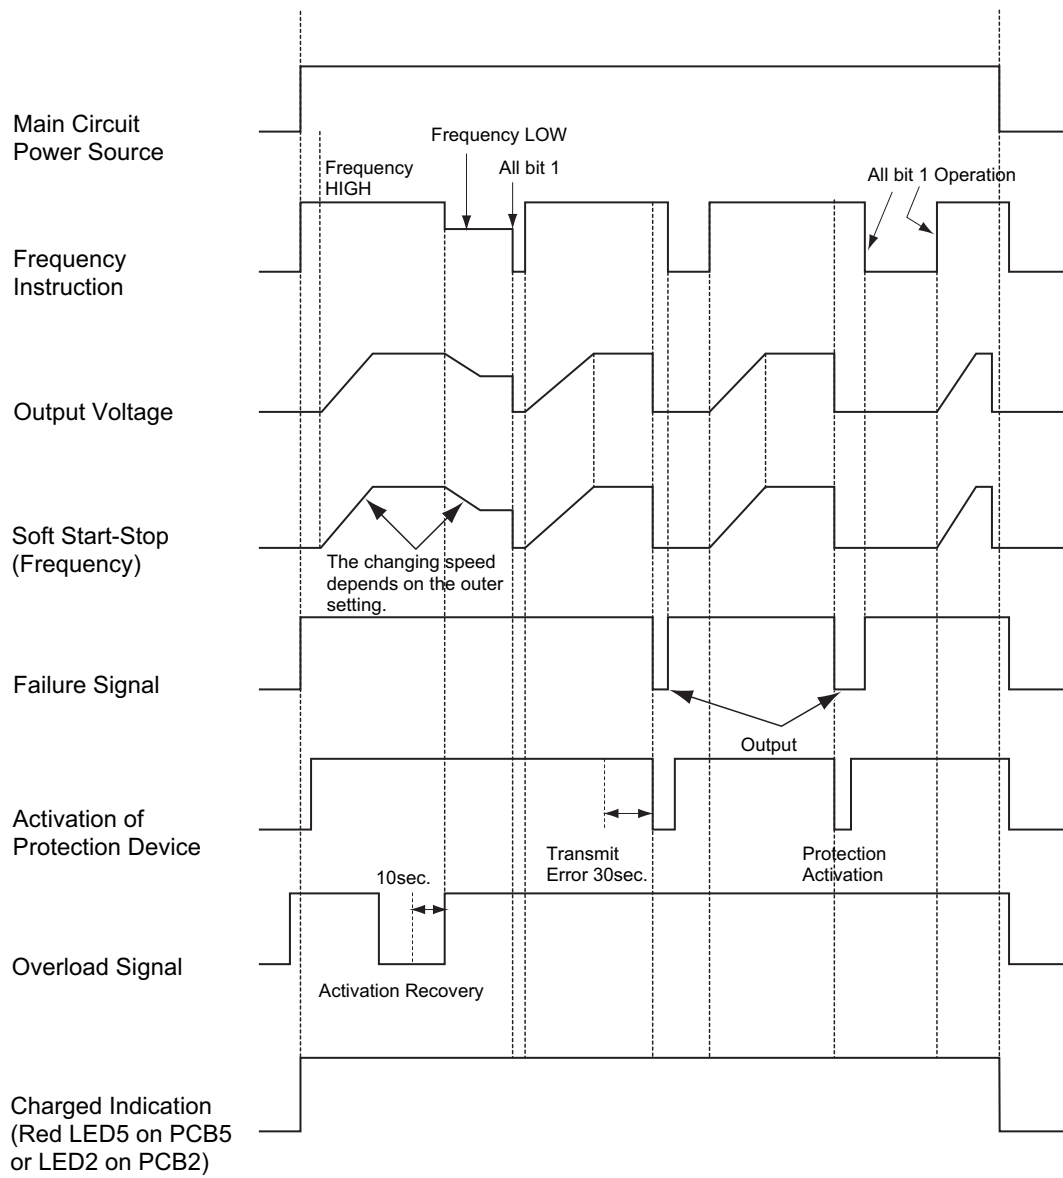 Main Circuit
Power Source
Frequency LOW
Frequency
HIGH
All bit 1
All bit 1 Operation
Frequency
Instruction
Output Voltage
Soft Start-Stop
(Frequency)
The changing speed
depends on the outer
setting.
Failure Signal
Output
Activation of
Protection Device
Transmit
Error 30sec.
Protection
Activation
10sec.
Overload Signal
Activation Recovery
Charged Indication
(Red LED5 on PCB5
or LED2 on PCB2)